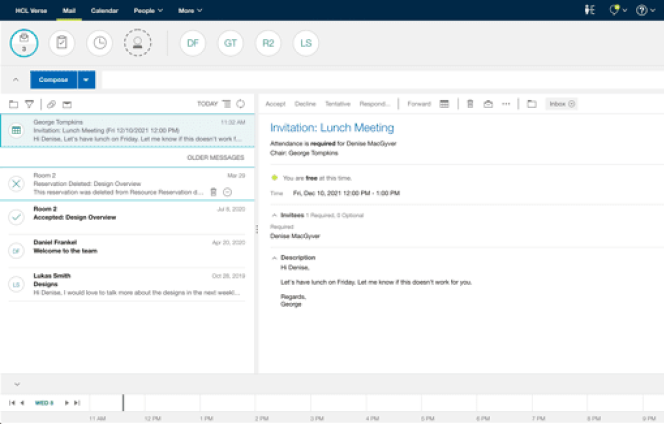 HCL Verse Mail Calendar People More
3 DF GT R2 LS
Compose
TODAY
George Tompkins 11:32 AM
Invitation: Lunch Meeting (Fri 12/10/2021 12:00 PM)
Hi Denise, Let's have lunch on Friday. Let me know if this doesn't work f...
OLDER MESSAGES
Room 2 Mar 29
Reservation Deleted: Design Overview
This reservation was deleted from Resource Reservation d...
Room 2 Jul 8, 2020
Accepted: Design Overview
DF Daniel Frankel Apr 20, 2020
Welcome to the team
LS Lukas Smith Oct 28, 2019
Designs
Hi Denise, I would love to talk more about the designs in the next week...
Accept Decline Tentative Respond... Forward ... Inbox
Invitation: Lunch Meeting
Attendance is required for Denise MacGyver
Chair: George Tompkins
You are free at this time.
Time Fri, Dec 10, 2021 12:00 PM - 1:00 PM
Invitees 1 Required, 0 Optional
Required
Denise MacGyver
Description
Hi Denise,
Let's have lunch on Friday. Let me know if this doesn't work for you.
Regards,
George
WED 8
11 AM 12 PM 1 PM 2 PM 3 PM 4 PM 5 PM 6 PM 7 PM 8 PM 9 PM